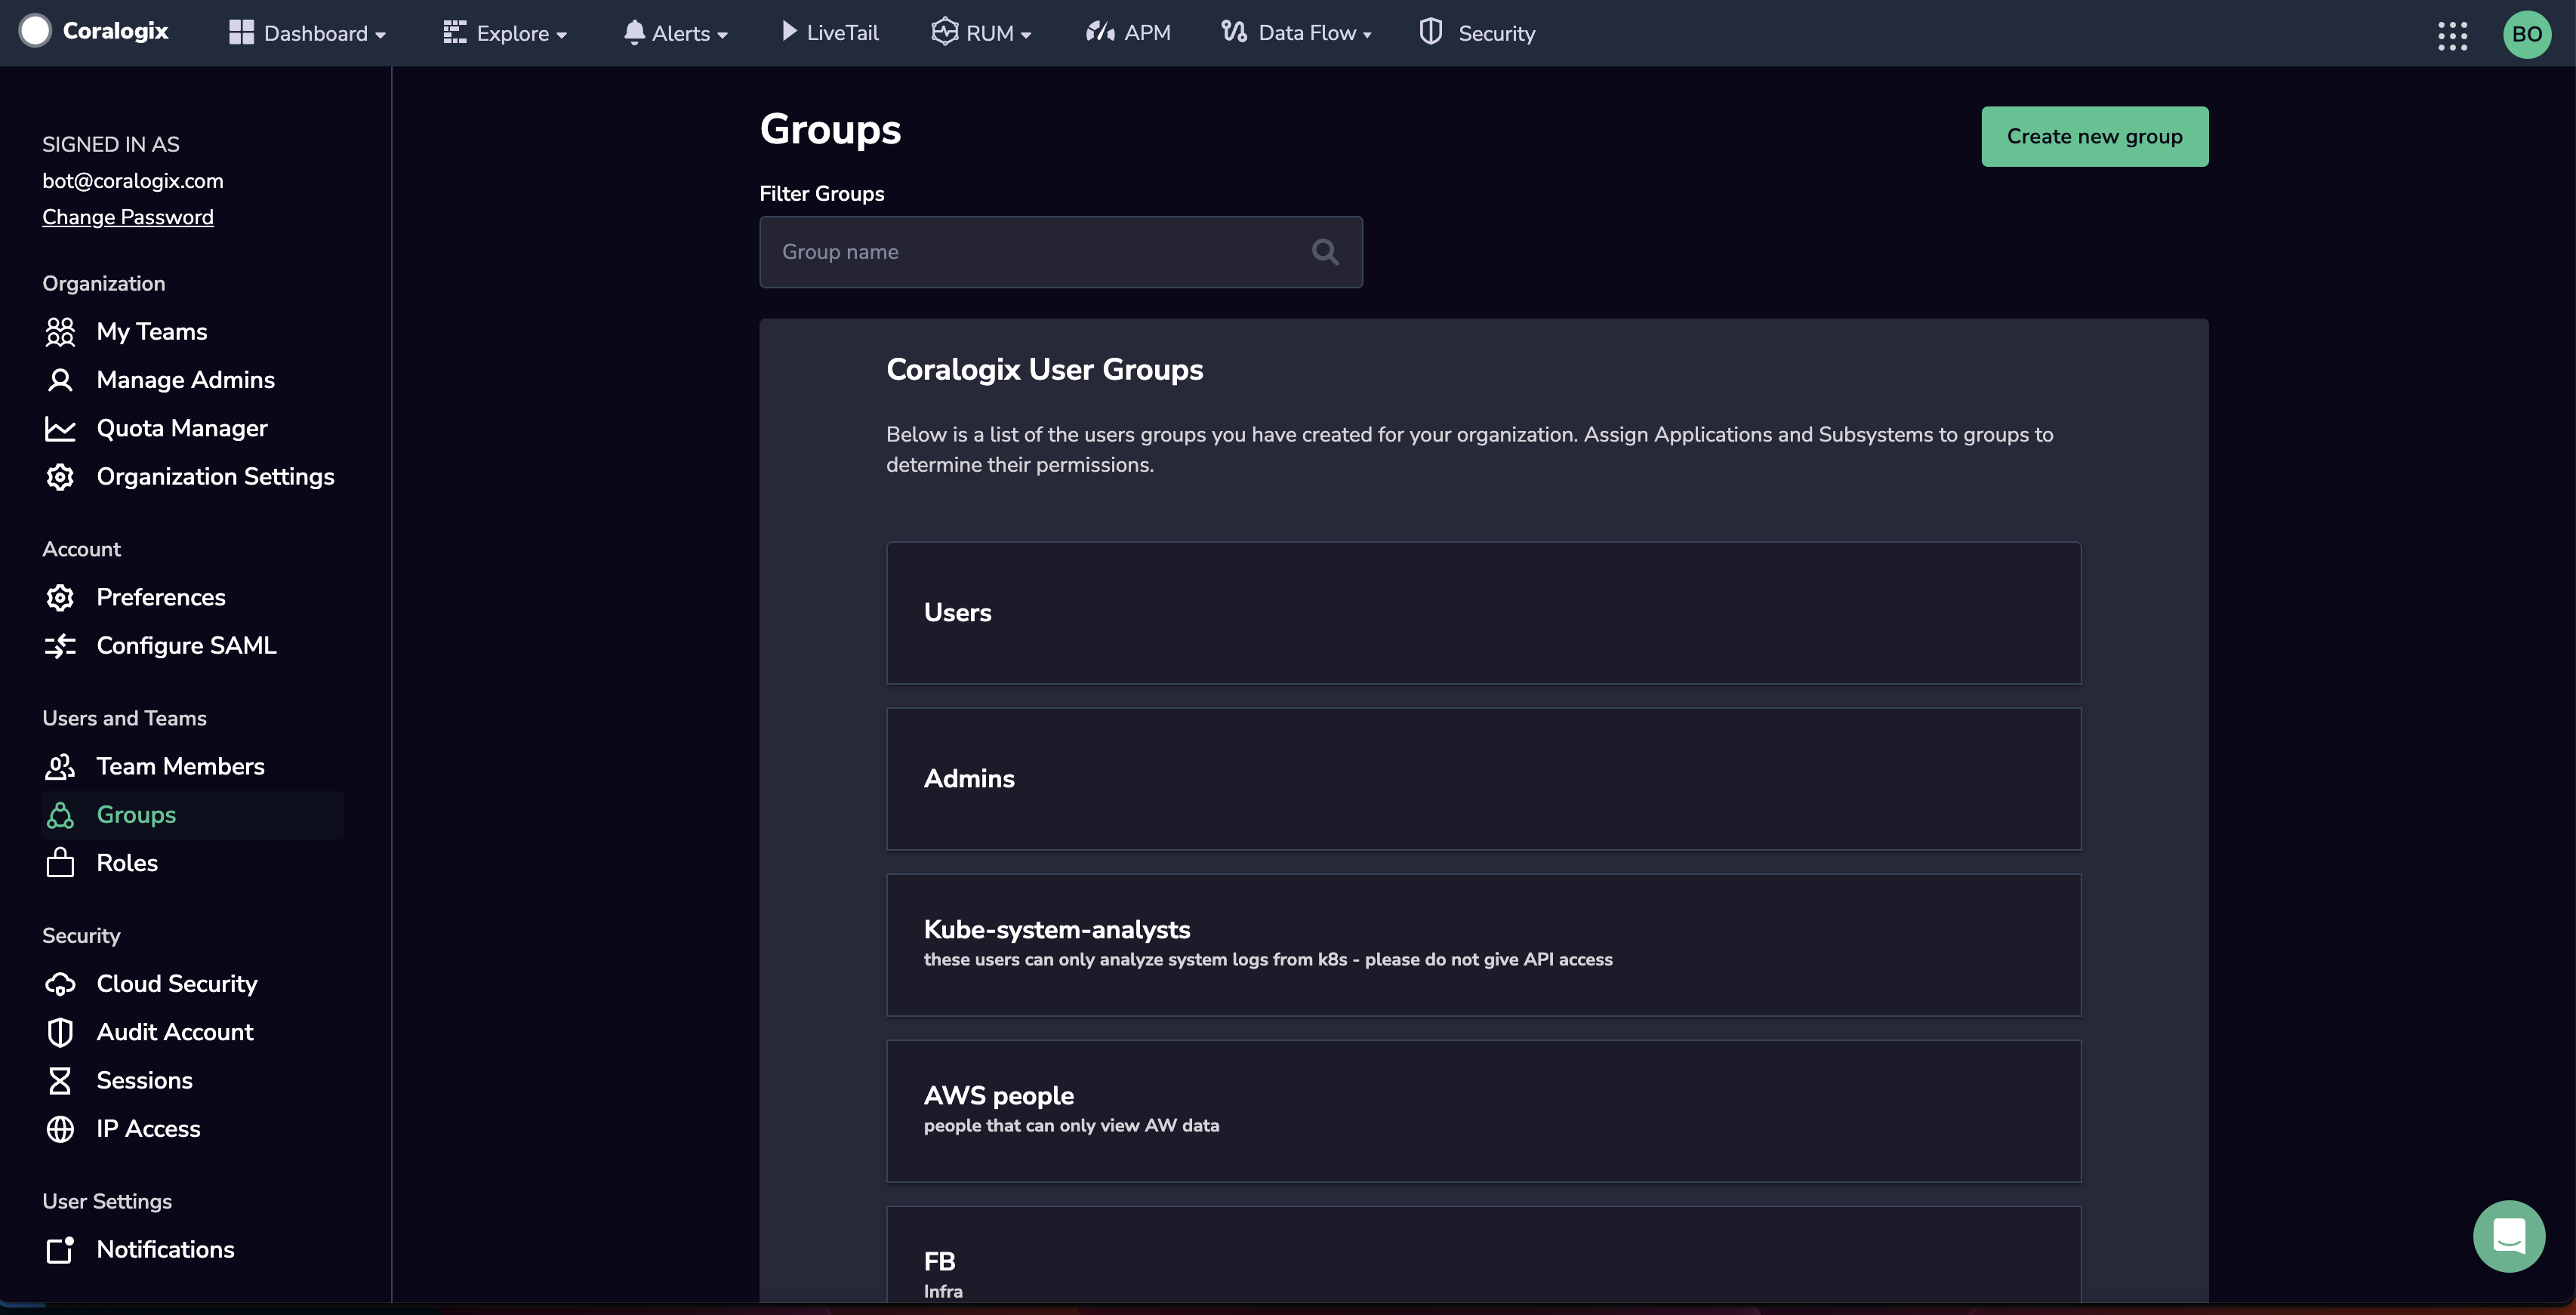 Coralogix
Dashboard
Explore
Alerts
LiveTail
RUM
APM
Data Flow
Security
BO
SIGNED IN AS
bot@coralogix.com
Change Password
Organization
My Teams
Manage Admins
Quota Manager
Organization Settings
Account
Preferences
Configure SAML
Users and Teams
Team Members
Groups
Roles
Security
Cloud Security
Audit Account
Sessions
IP Access
User Settings
Notifications
Groups
Create new group
Filter Groups
Group name
Coralogix User Groups
Below is a list of the users groups you have created for your organization. Assign Applications and Subsystems to groups to
determine their permissions.
Users
Admins
Kube-system-analysts
these users can only analyze system logs from k8s - please do not give API access
AWS people
people that can only view AW data
FB
Infra